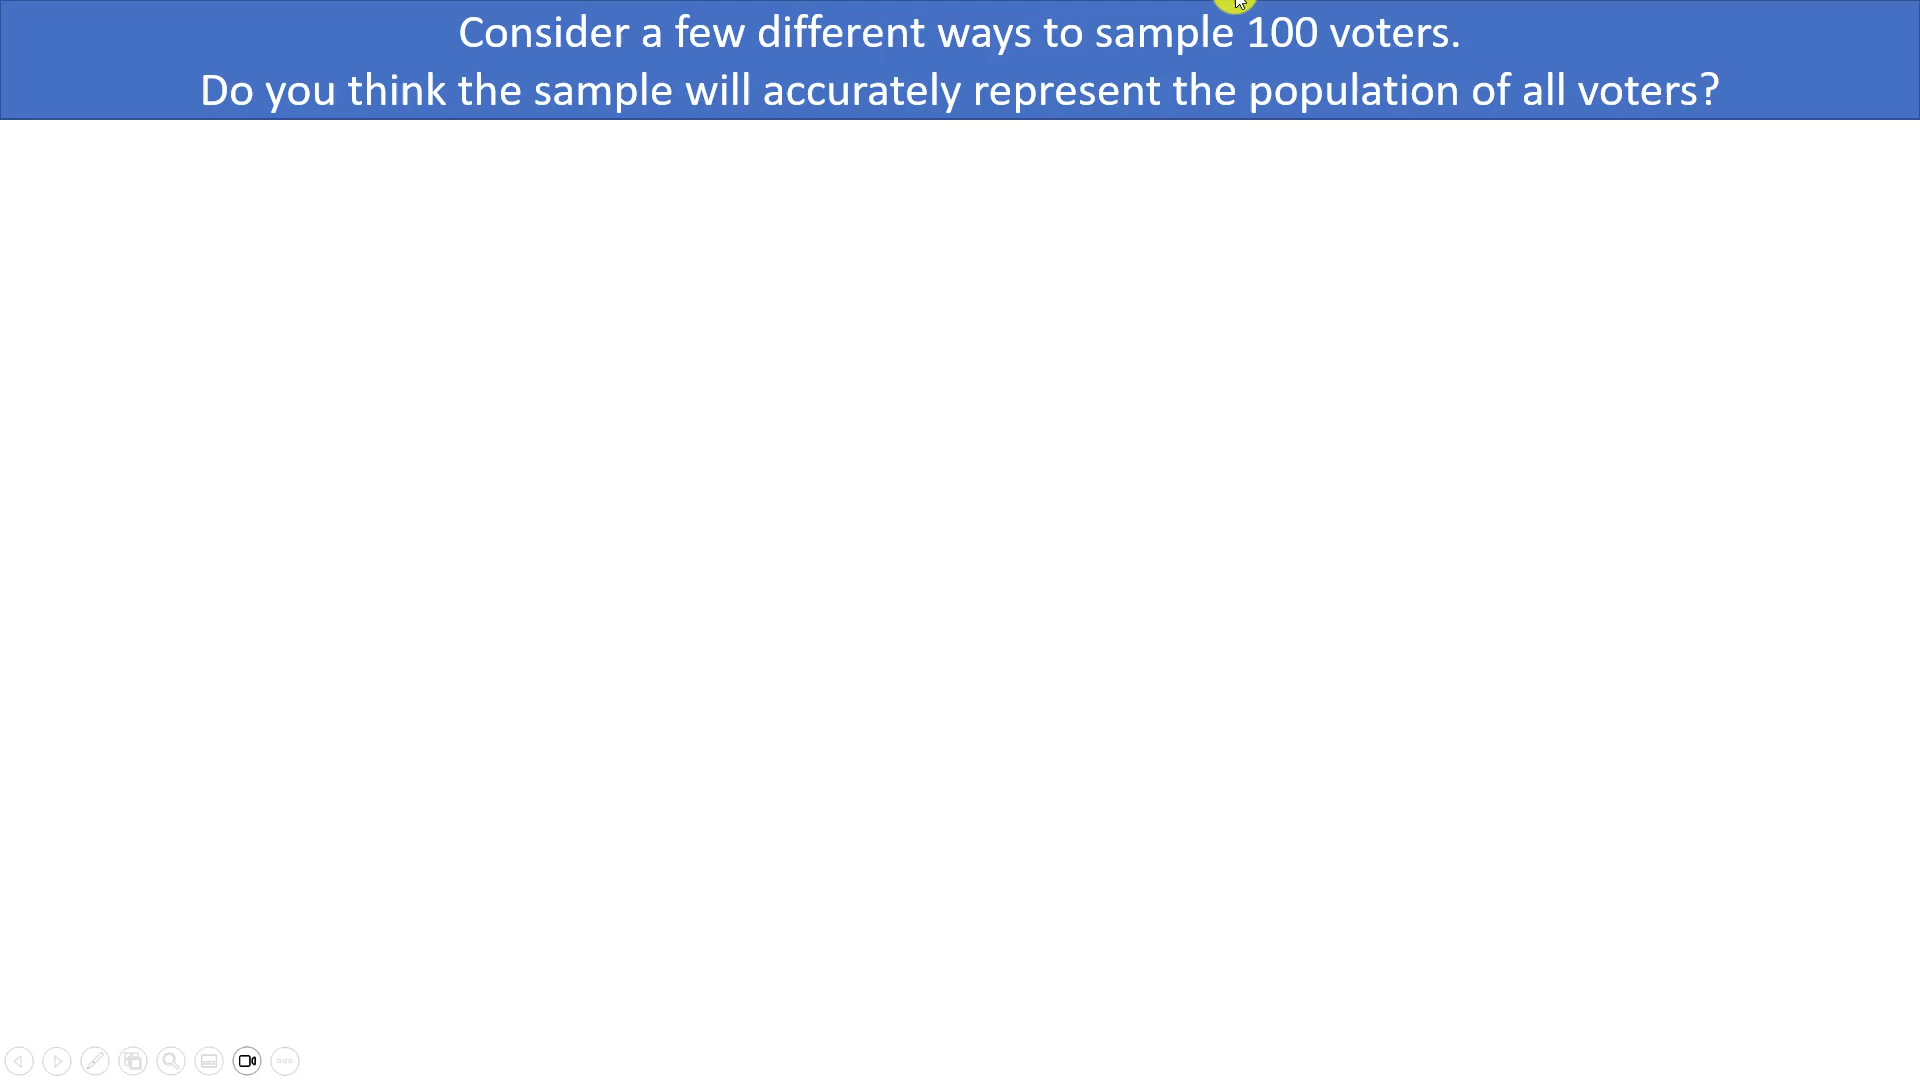 Consider a few different ways to sample 100 voters.
Do you think the sample will accurately represent the population of all voters?